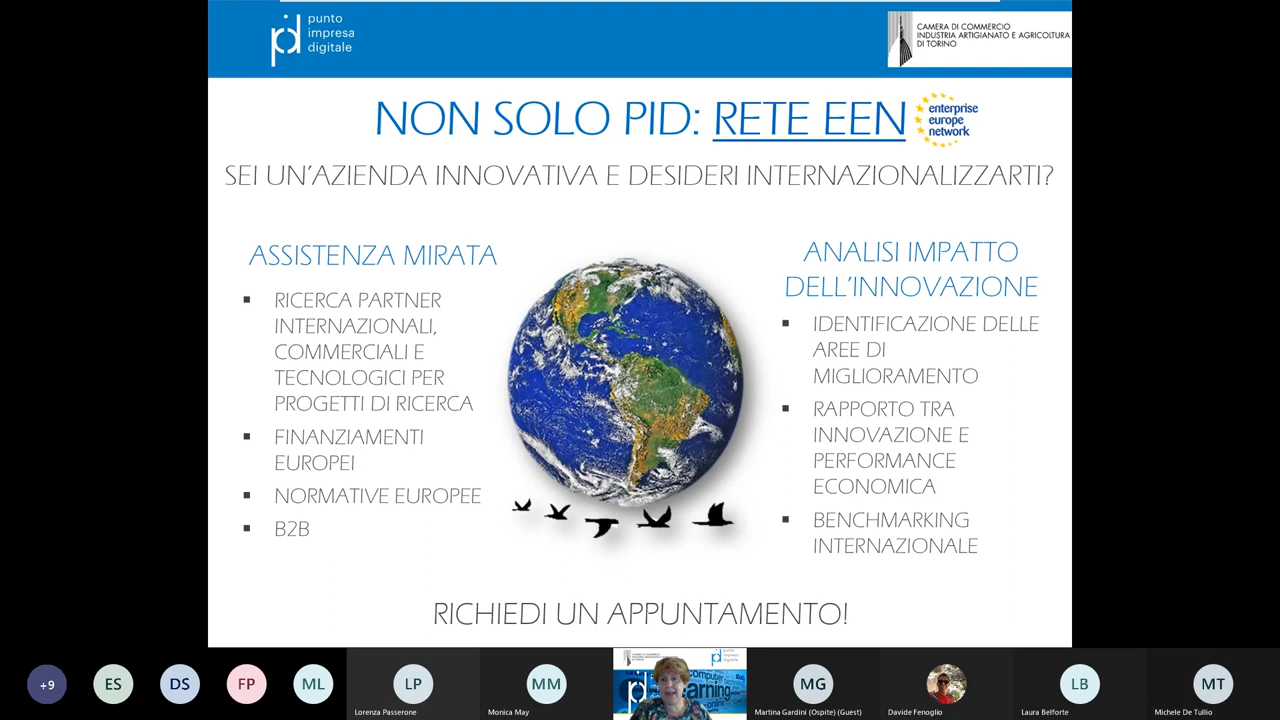 punto
impresa
digitale
CAMERA DI COMMERCIO
INDUSTRIA ARTIGIANATO E AGRICOLTURA
DI TORINO
NON SOLO PID: RETE EEN
enterprise
europe
network
SEI UN'AZIENDA INNOVATIVA E DESIDERI INTERNAZIONALIZZARTI?
ASSISTENZA MIRATA
▪ RICERCA PARTNER
INTERNAZIONALI,
COMMERCIALI E
TECNOLOGICI PER
PROGETTI DI RICERCA
▪ FINANZIAMENTI
EUROPEI
▪ NORMATIVE EUROPEE
▪ B2B
ANALISI IMPATTO
DELL'INNOVAZIONE
▪ IDENTIFICAZIONE DELLE
AREE DI
MIGLIORAMENTO
▪ RAPPORTO TRA
INNOVAZIONE E
PERFORMANCE
ECONOMICA
▪ BENCHMARKING
INTERNAZIONALE
RICHIEDI UN APPUNTAMENTO!
+9
ES
DS
FP
ML
LP
Lorenza Passerone
MM
Monica May
punto
impresa
digitale
MG
Martina Gardini (Ospite) (Guest)
Davide Fenoglio
LB
Laura Belforte
MT
Michele De Tullio